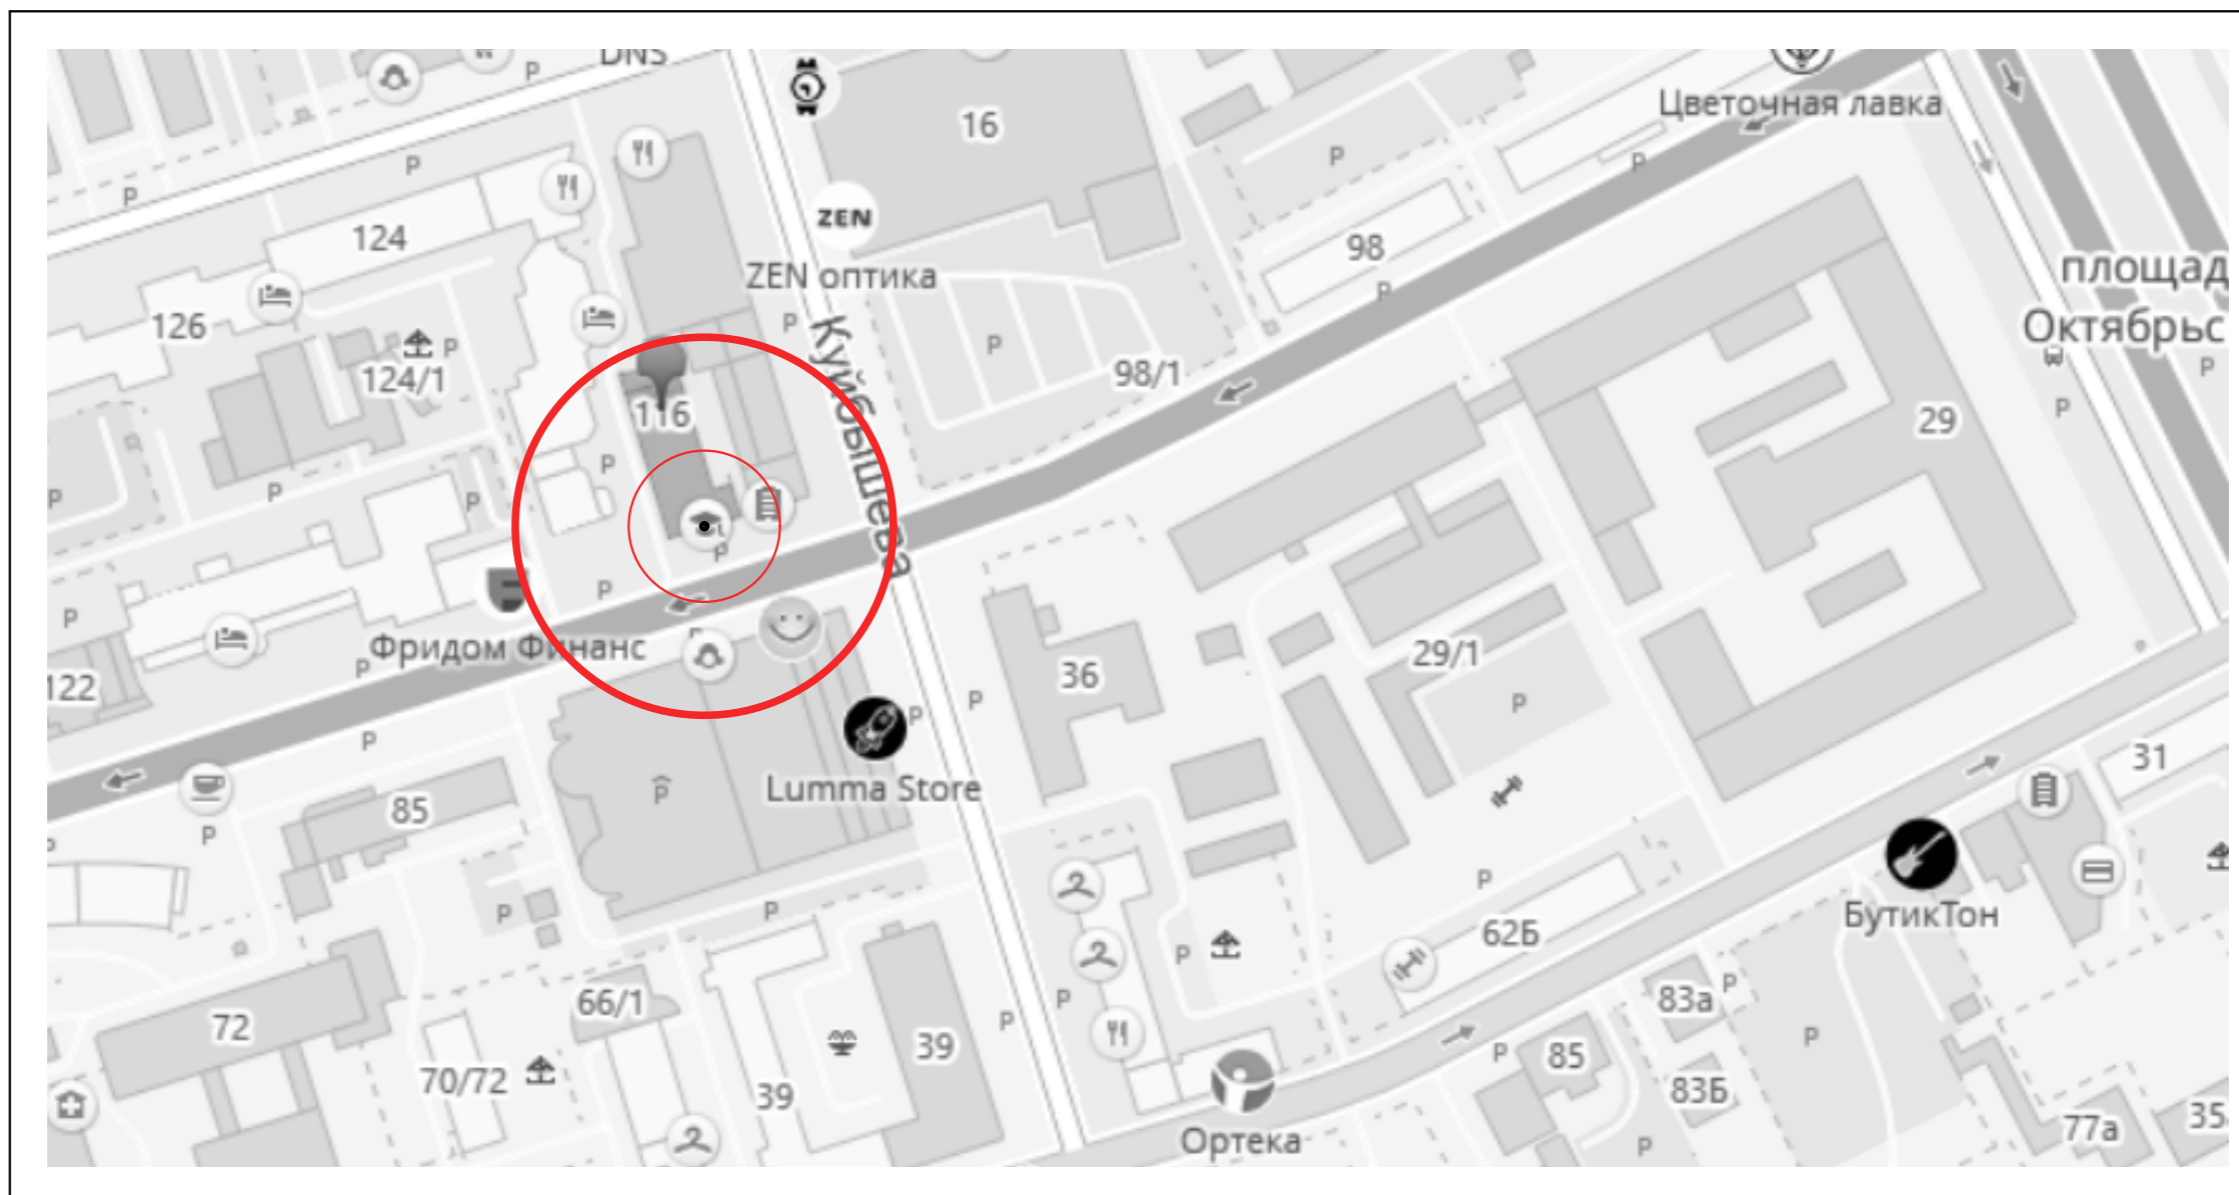 DNS
P
16
Цветочная лавка
P
P
P
P
124
ZEN
ZEN оптика
98
P
площад
Октябрьс
126
P
P
P
124/1
98/1
P
116
Куйбышева
P
29
P
P
P
P
P
P
P
P
Фридом Финанс
P
122
36
29/1
P
P
P
P
Lumma Store
31
P
85
P
P
P
P
62Б
БутикТон
P
P
66/1
83а
P
72
P
P
39
P
85
70/72
39
83Б
P
77а
35
Ортека